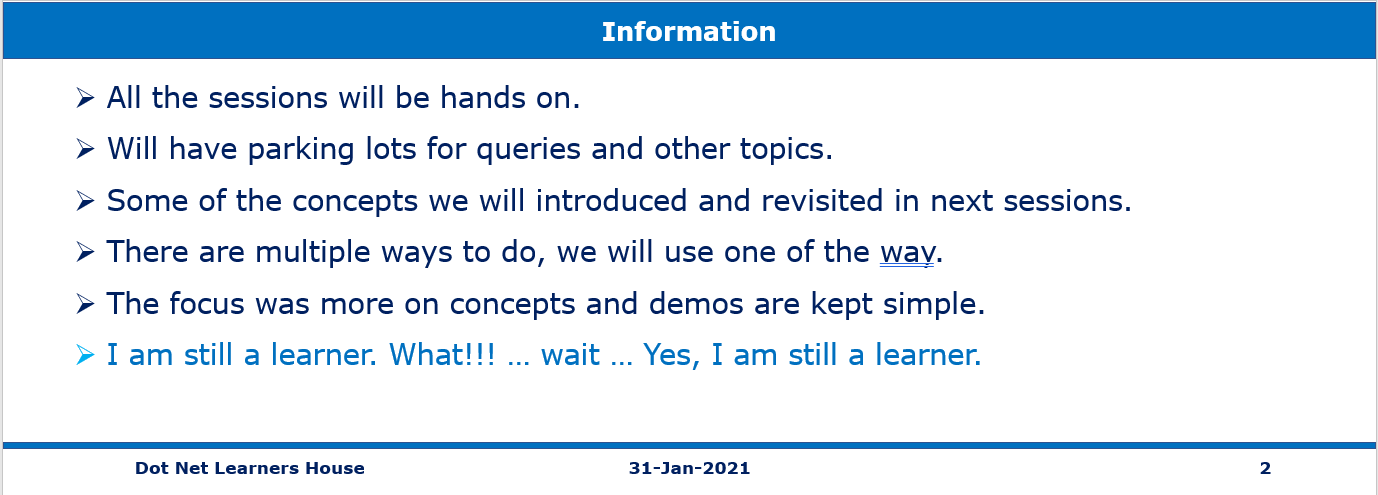 Information
➢ All the sessions will be hands on.
➢ Will have parking lots for queries and other topics.
➢ Some of the concepts we will introduced and revisited in next sessions.
➢ There are multiple ways to do, we will use one of the way.
➢ The focus was more on concepts and demos are kept simple.
➢ I am still a learner. What!!! … wait … Yes, I am still a learner.
Dot Net Learners House 31-Jan-2021 2